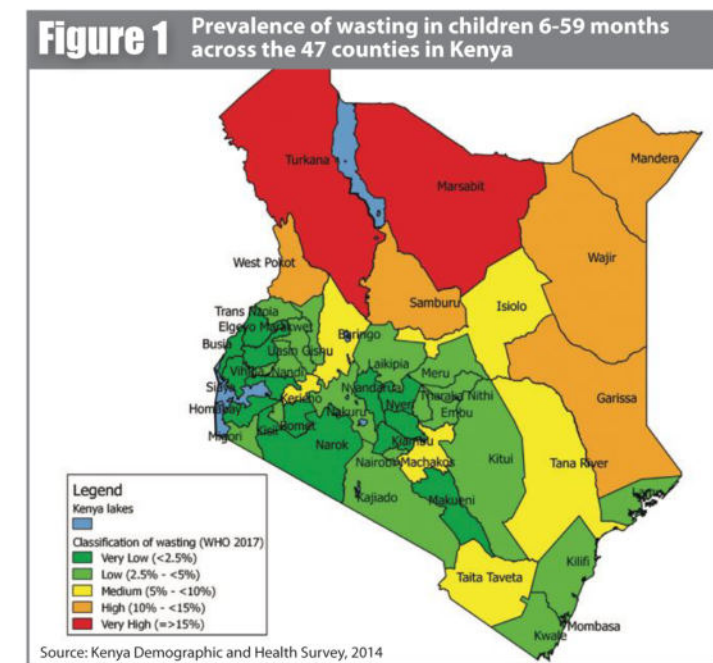 Figure 1
Prevalence of wasting in children 6-59 months
across the 47 counties in Kenya
Mandera
Turkana
Marsabit
Wajir
West Pokot
Samburu
Isiolo
Trans Nzoia
Elgeyo Marakwet
Baringo
Busia
Uasin Gishu
Laikipia
Vihiga
Nandi
Meru
Siaya
Kericho
Nyandarua
Tharaka Nithi
Garissa
Homabay
Nakuru
Nyeri
Embu
Kisii
Bomet
Kiambu
Migori
Narok
Nairobi
Machakos
Kitui
Tana River
Kajiado
Makueni
Lamu
Taita Taveta
Kilifi
Kwale
Mombasa
Legend
Kenya lakes
Classification of wasting (WHO 2017)
Very Low (<2.5%)
Low (2.5% - <5%)
Medium (5% - <10%)
High (10% - <15%)
Very High (=>15%)
Source: Kenya Demographic and Health Survey, 2014